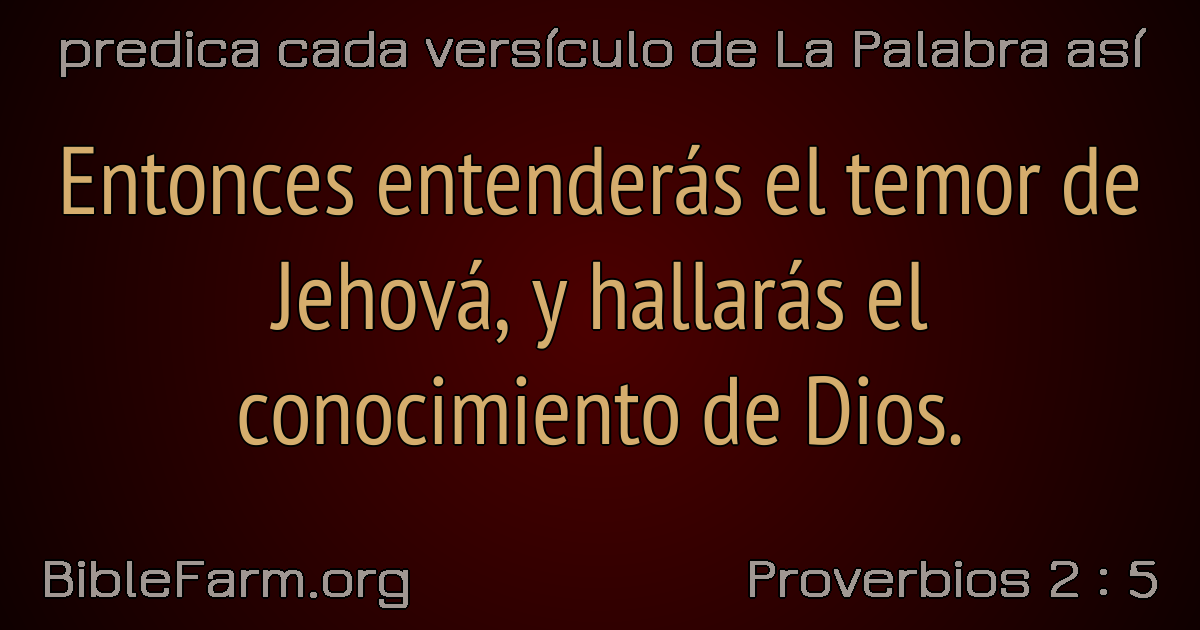 predica cada versículo de La Palabra así
Entonces entenderás el temor de
Jehová, y hallarás el
conocimiento de Dios.
BibleFarm.org
Proverbios 2 : 5